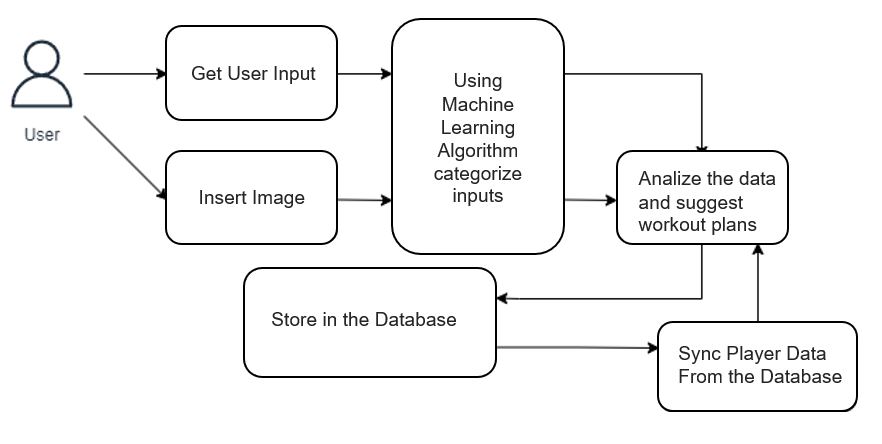 User
Get User Input
Insert Image
Using
Machine
Learning
Algorithm
categorize
inputs
Analize the data
and suggest
workout plans
Store in the Database
Sync Player Data
From the Database